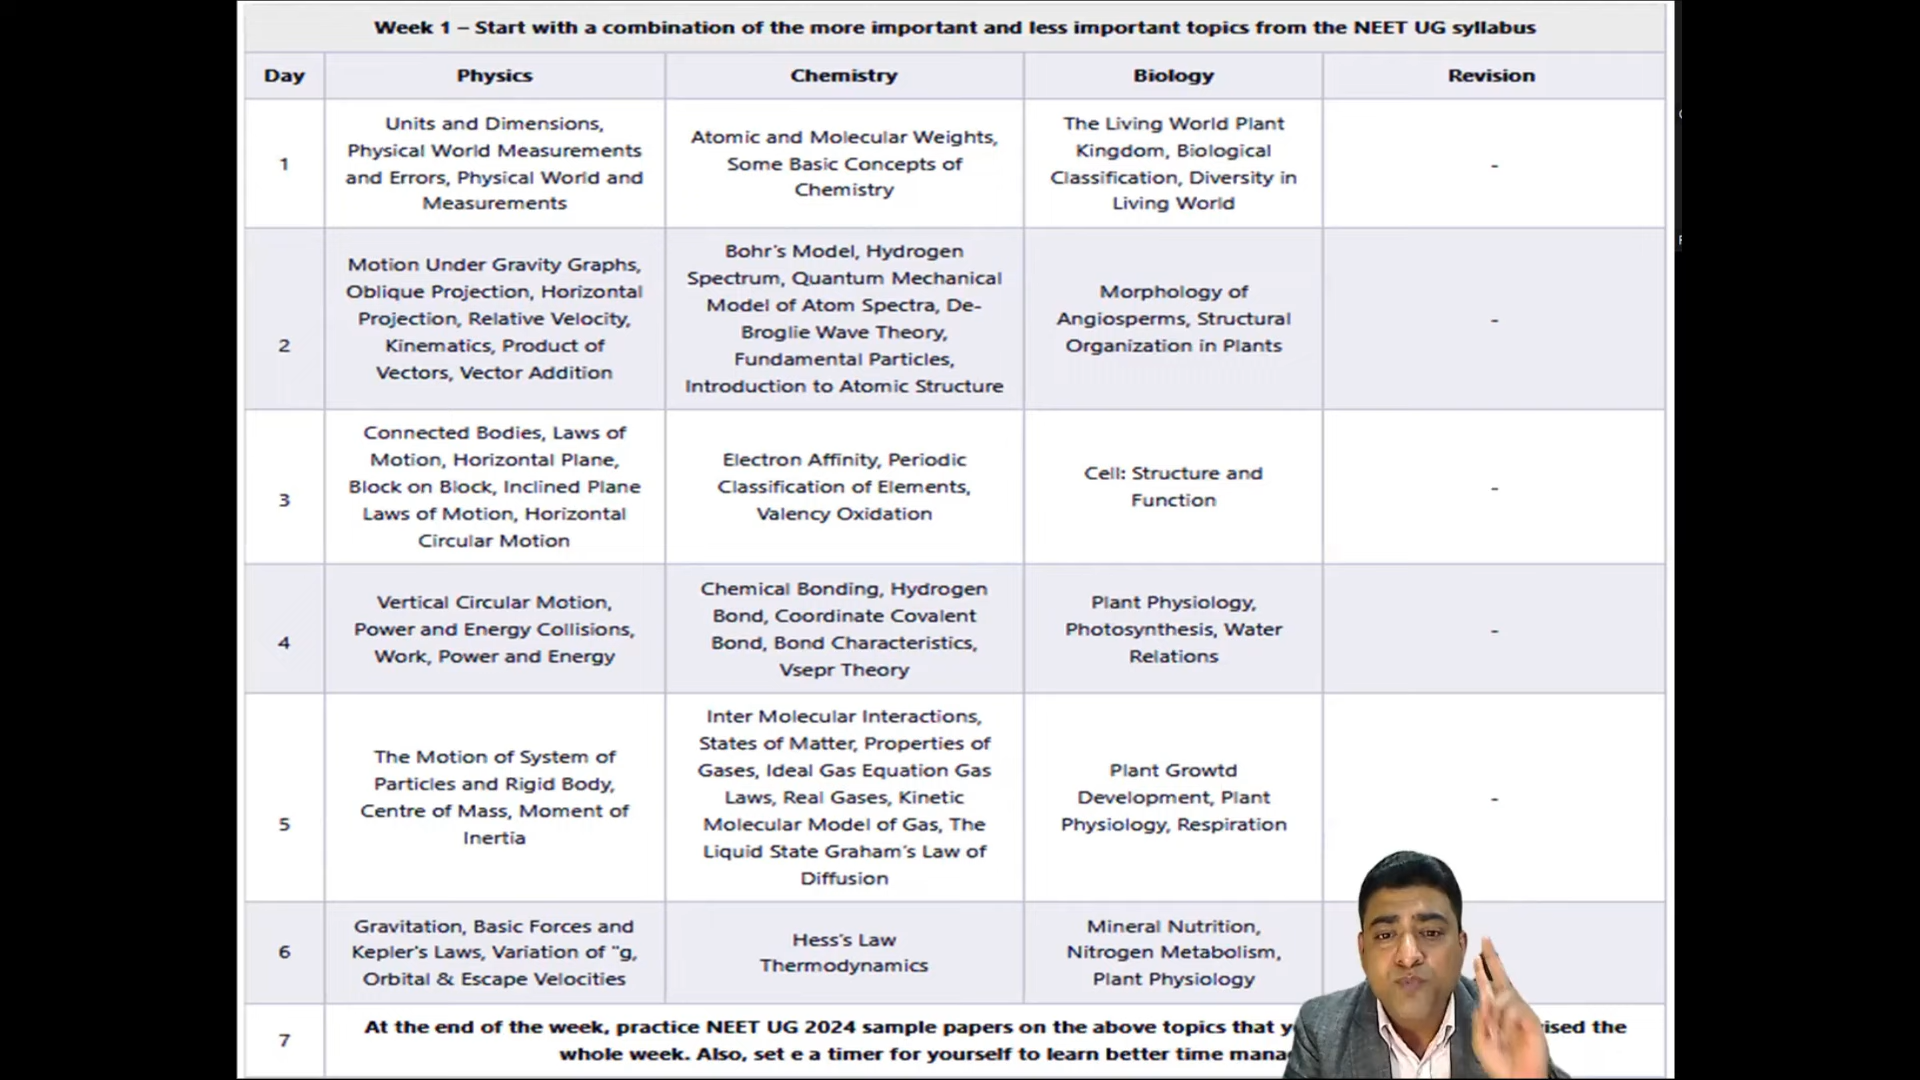 Week 1 – Start with a combination of the more important and less important topics from the NEET UG syllabus
Day
Physics
Chemistry
Biology
Revision
1
Units and Dimensions,
Physical World Measurements
and Errors, Physical World and
Measurements
Atomic and Molecular Weights,
Some Basic Concepts of
Chemistry
The Living World Plant
Kingdom, Biological
Classification, Diversity in
Living World
-
2
Motion Under Gravity Graphs,
Oblique Projection, Horizontal
Projection, Relative Velocity,
Kinematics, Product of
Vectors, Vector Addition
Bohr's Model, Hydrogen
Spectrum, Quantum Mechanical
Model of Atom Spectra, De-
Broglie Wave Theory,
Fundamental Particles,
Introduction to Atomic Structure
Morphology of
Angiosperms, Structural
Organization in Plants
-
3
Connected Bodies, Laws of
Motion, Horizontal Plane,
Block on Block, Inclined Plane
Laws of Motion, Horizontal
Circular Motion
Electron Affinity, Periodic
Classification of Elements,
Valency Oxidation
Cell: Structure and
Function
-
4
Vertical Circular Motion,
Power and Energy Collisions,
Work, Power and Energy
Chemical Bonding, Hydrogen
Bond, Coordinate Covalent
Bond, Bond Characteristics,
Vsepr Theory
Plant Physiology,
Photosynthesis, Water
Relations
-
5
The Motion of System of
Particles and Rigid Body,
Centre of Mass, Moment of
Inertia
Inter Molecular Interactions,
States of Matter, Properties of
Gases, Ideal Gas Equation Gas
Laws, Real Gases, Kinetic
Molecular Model of Gas, The
Liquid State Graham's Law of
Diffusion
Plant Growtd
Development, Plant
Physiology, Respiration
-
6
Gravitation, Basic Forces and
Kepler's Laws, Variation of "g,
Orbital & Escape Velocities
Hess's Law
Thermodynamics
Mineral Nutrition,
Nitrogen Metabolism,
Plant Physiology
7
At the end of the week, practice NEET UG 2024 sample papers on the above topics that the
whole week. Also, set e a timer for yourself to learn better time